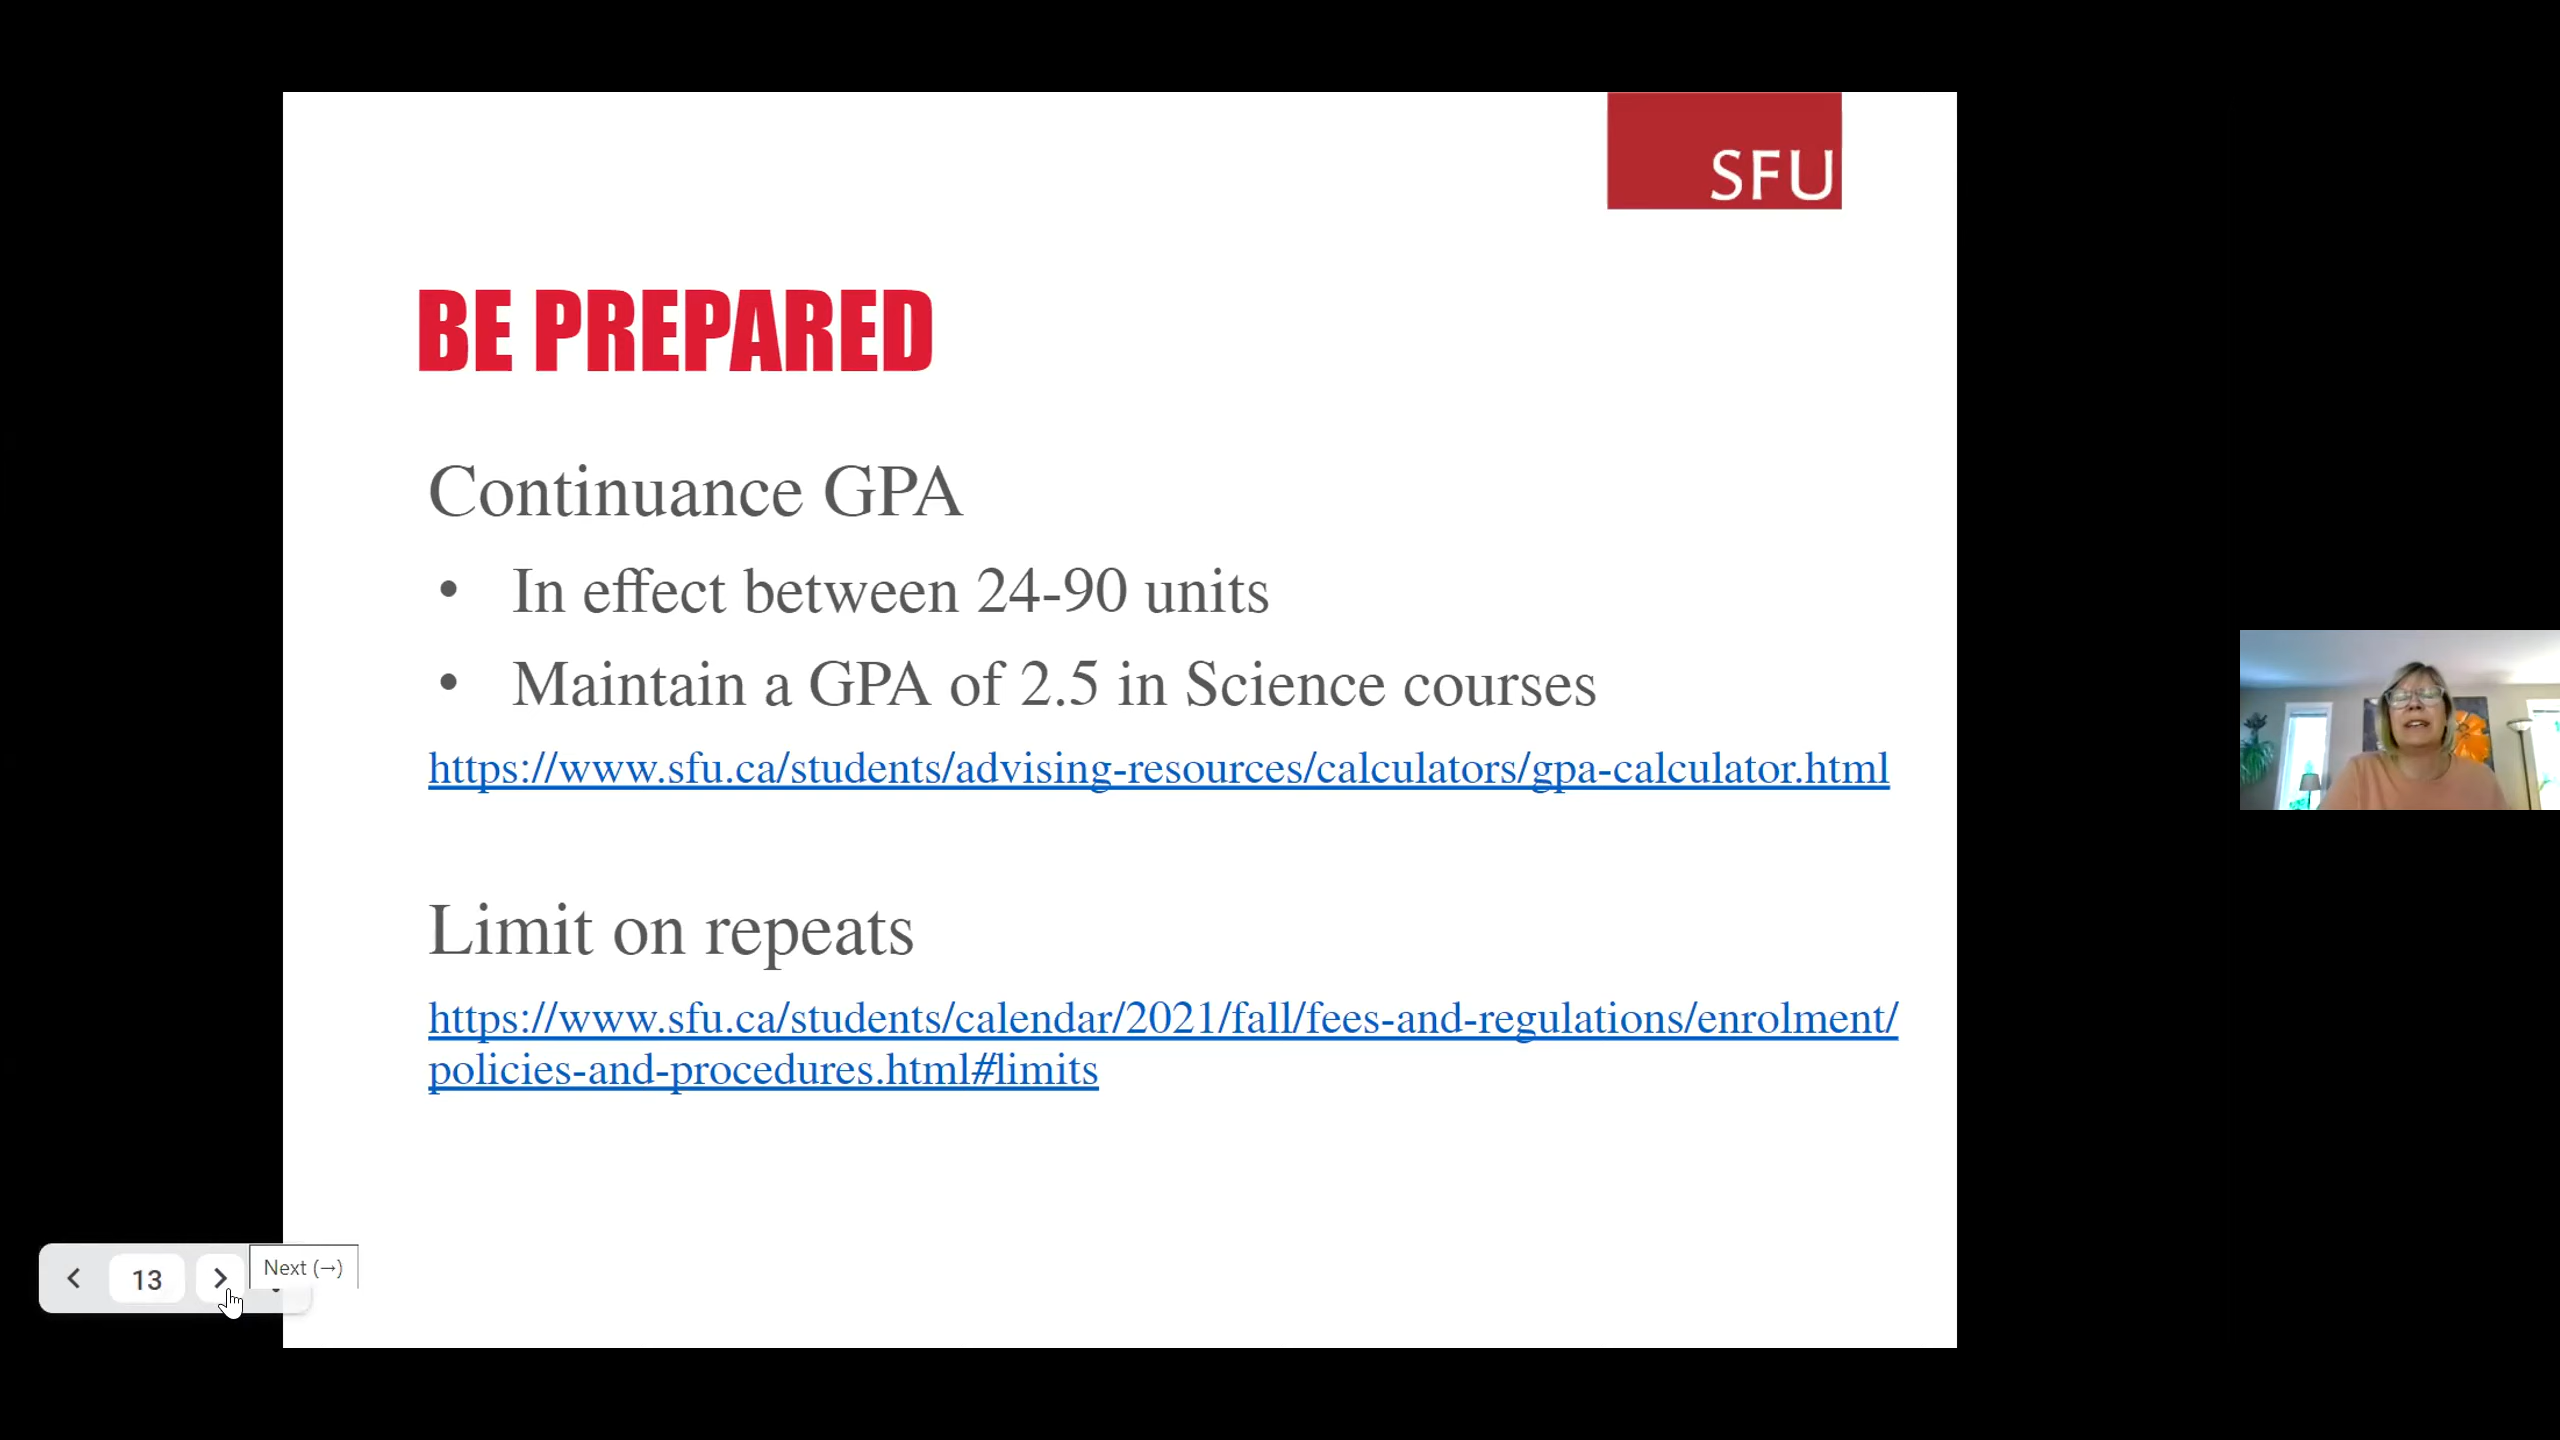 SFU
BE PREPARED
Continuance GPA
• In effect between 24-90 units
• Maintain a GPA of 2.5 in Science courses
https://www.sfu.ca/students/advising-resources/calculators/gpa-calculator.html
Limit on repeats
https://www.sfu.ca/students/calendar/2021/fall/fees-and-regulations/enrolment/
policies-and-procedures.html#limits
13
Next (→)